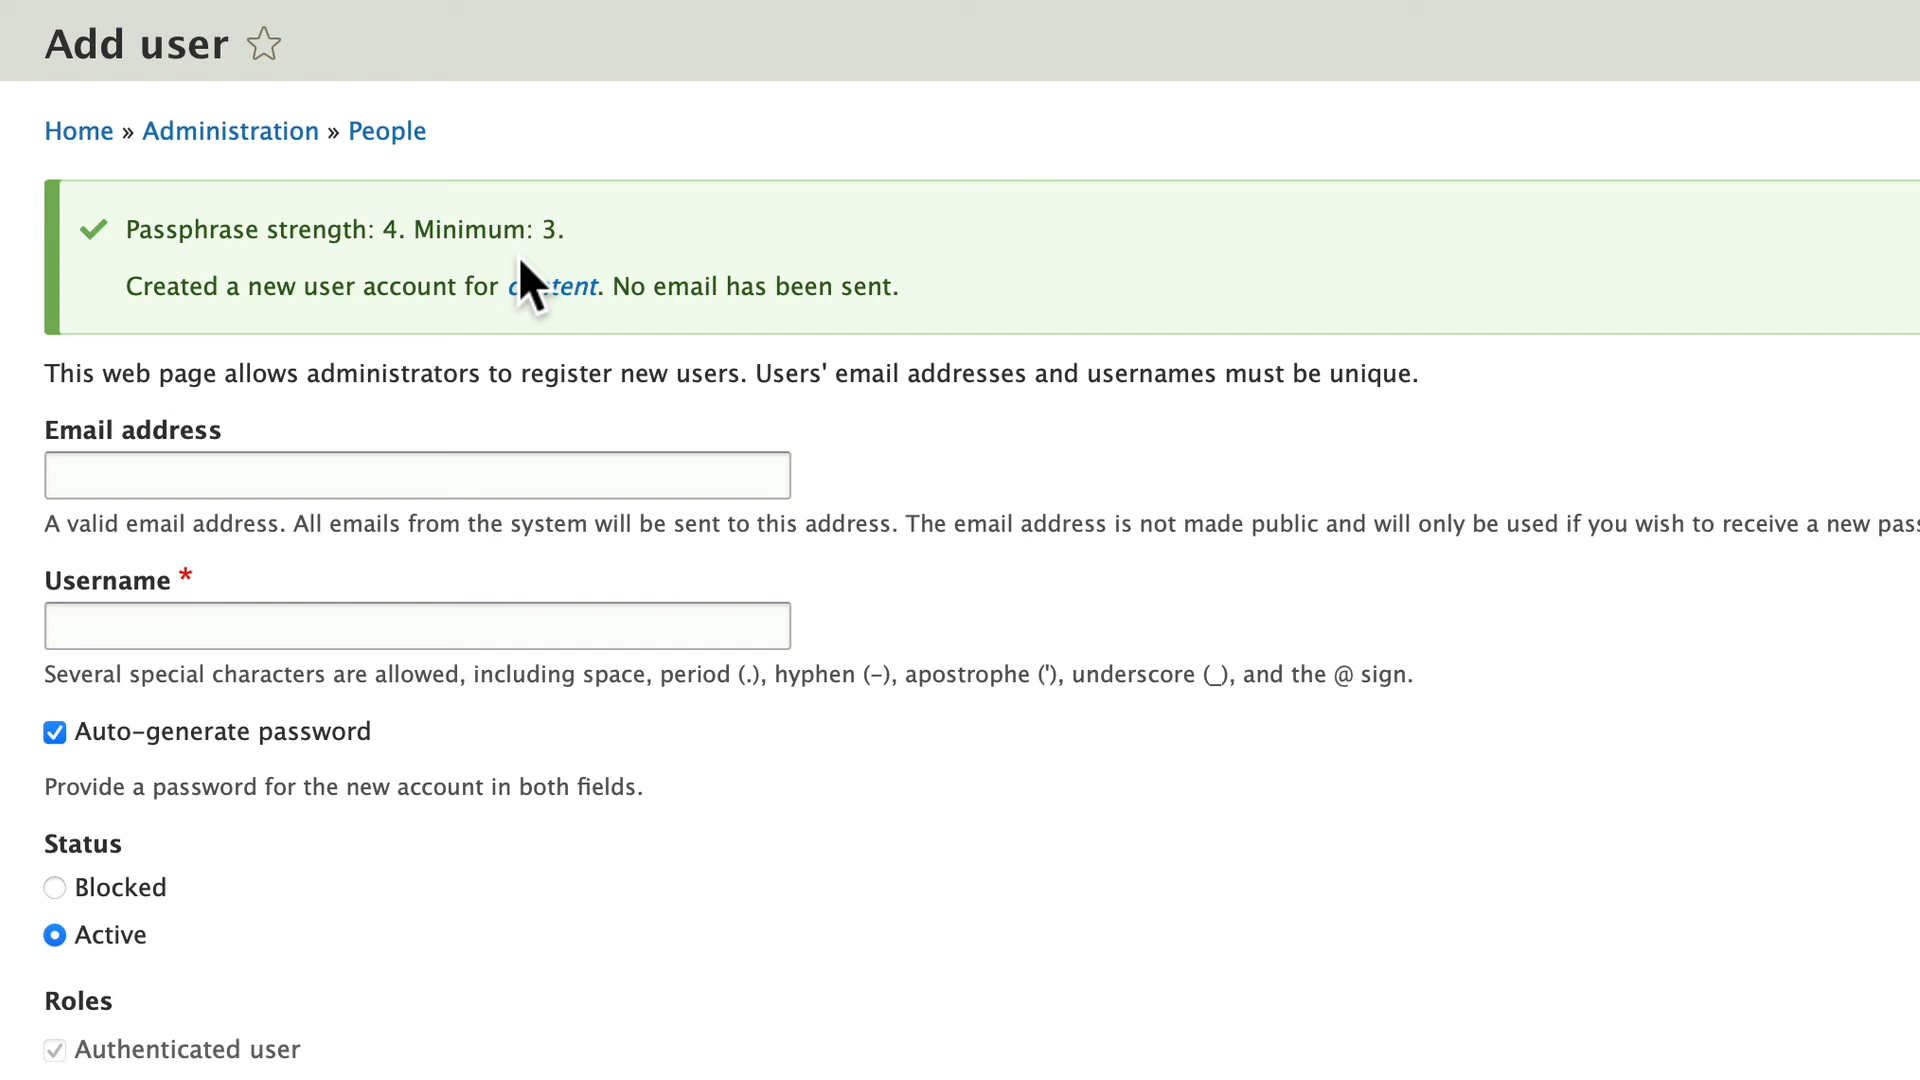 Add user
Home » Administration » People
Passphrase strength: 4. Minimum: 3.
Created a new user account for . No email has been sent.
This web page allows administrators to register new users. Users' email addresses and usernames must be unique.
Email address
A valid email address. All emails from the system will be sent to this address. The email address is not made public and will only be used if you wish to receive a new
Username *
Several special characters are allowed, including space, period (.), hyphen (-), apostrophe ('), underscore (_), and the @ sign.
Auto-generate password
Provide a password for the new account in both fields.
Status
Blocked
Active
Roles
Authenticated user